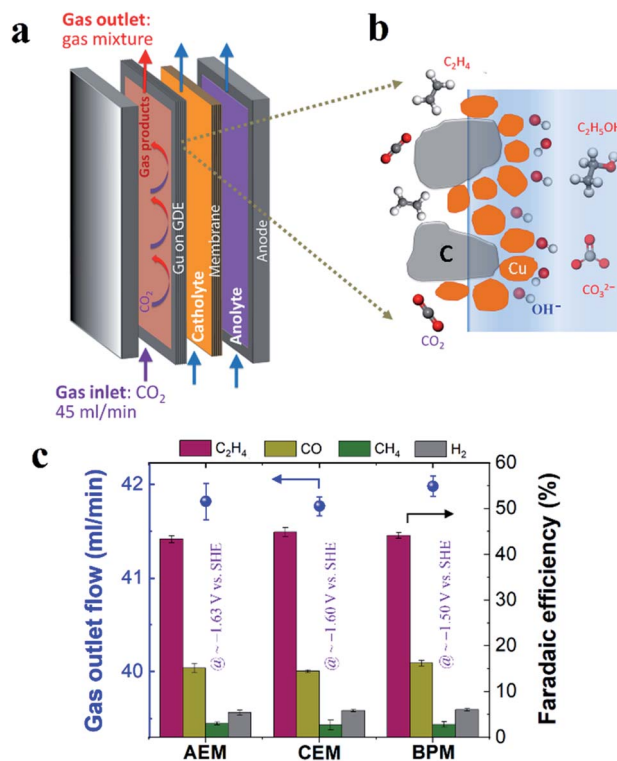 a
Gas outlet:
gas mixture
Gas products
CO₂
Gu on GDE
Catholyte
Membrane
Anolyte
Anode
Gas inlet: CO₂
45 ml/min
b
C₂H₄
C₂H₅OH
C
Cu
OH⁻
CO₃²⁻
CO₂
c
C₂H₄ CO CH₄ H₂
Gas outlet flow (ml/min)
42
41
40
@ ~ −1.63 V vs. SHE
@ ~ −1.60 V vs. SHE
@ ~ −1.50 V vs. SHE
60
50
40
30
20
10
0
Faradaic efficiency (%)
AEM CEM BPM